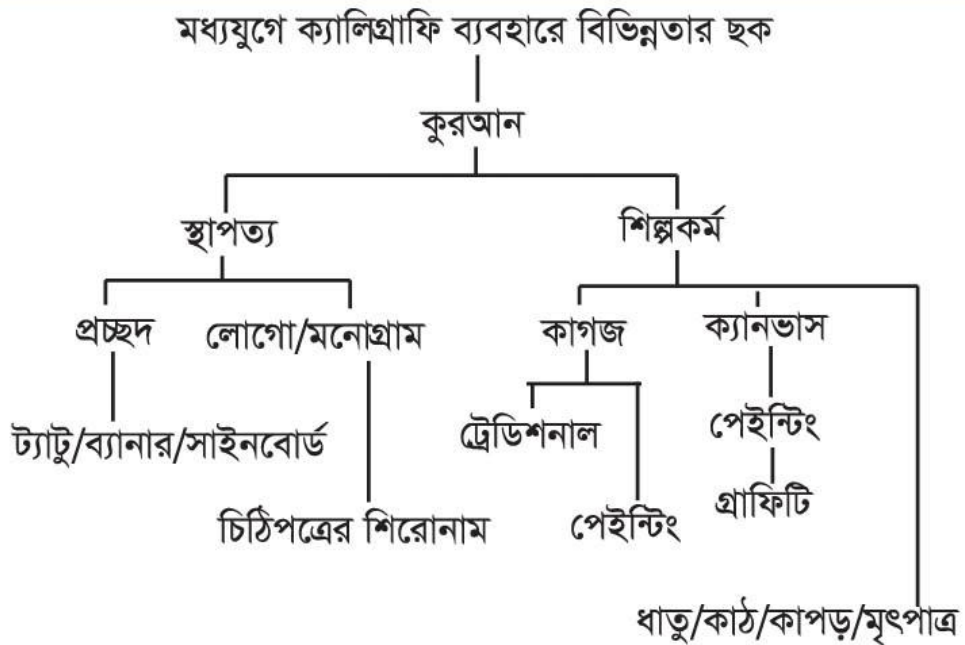 মধ্যযুগে ক্যালিগ্রাফি ব্যবহারে বিভিন্নতার ছক
কুরআন
স্থাপত্য
শিল্পকর্ম
প্রচ্ছদ
লোগো/মনোগ্রাম
কাগজ
ক্যানভাস
ট্যাটু/ব্যানার/সাইনবোর্ড
ট্রেডিশনাল
পেইন্টিং
চিঠিপত্রের শিরোনাম
পেইন্টিং
গ্রাফিটি
ধাতু/কাঠ/কাপড়/মৃৎপাত্র